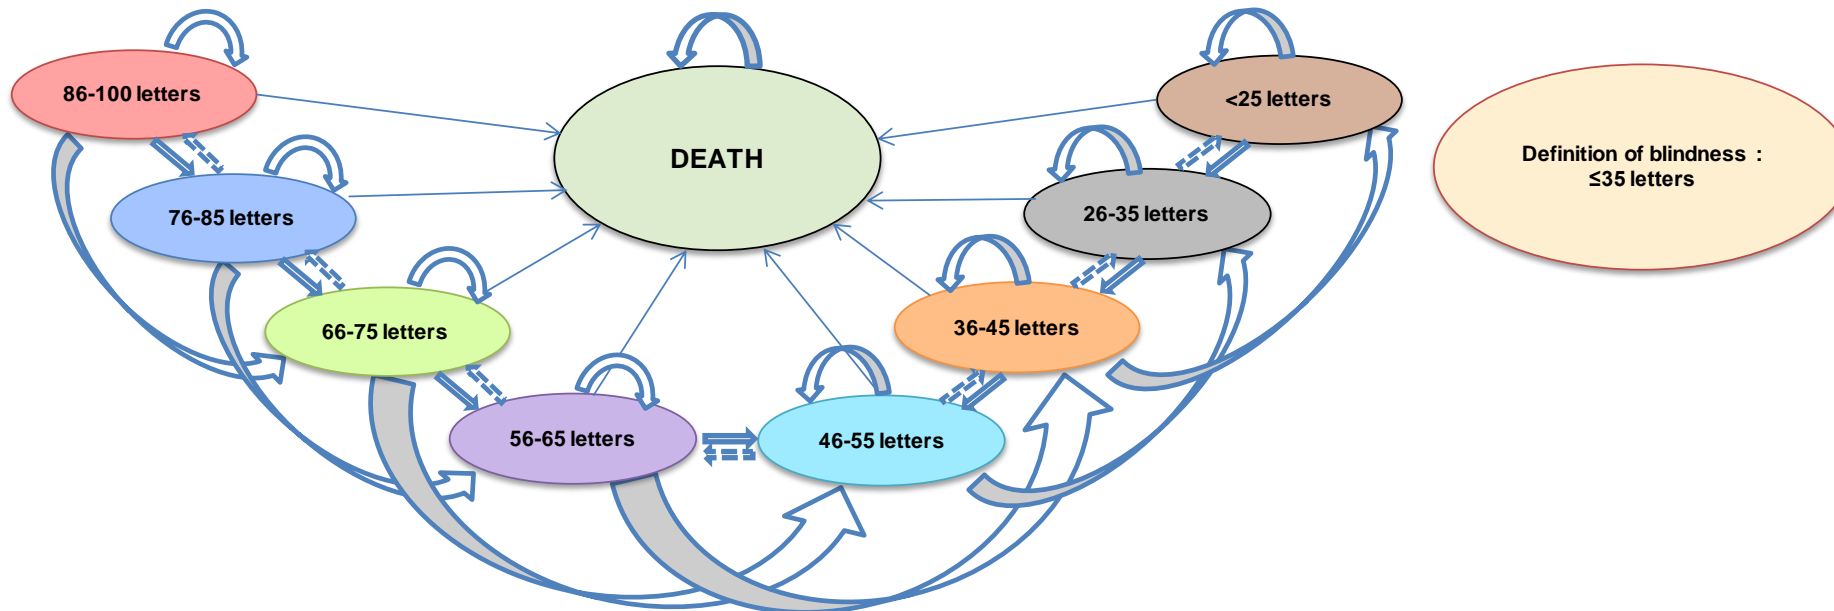 86-100 letters
DEATH
<25 letters
Definition of blindness :
≤35 letters
76-85 letters
26-35 letters
66-75 letters
36-45 letters
56-65 letters
46-55 letters